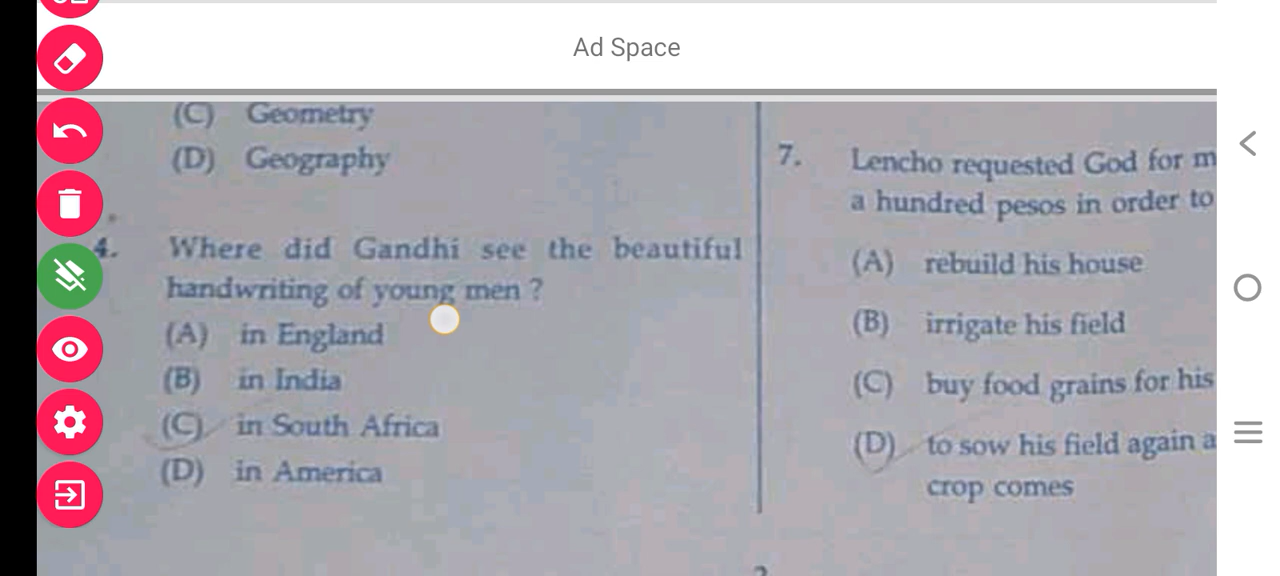 Ad Space
(C) Geometry
(D) Geography
4. Where did Gandhi see the beautiful
handwriting of young men ?
(A) in England
(B) in India
(C) in South Africa
(D) in America
7. Lencho requested God for m
a hundred pesos in order to
(A) rebuild his house
(B) irrigate his field
(C) buy food grains for his
(D) to sow his field again a
crop comes